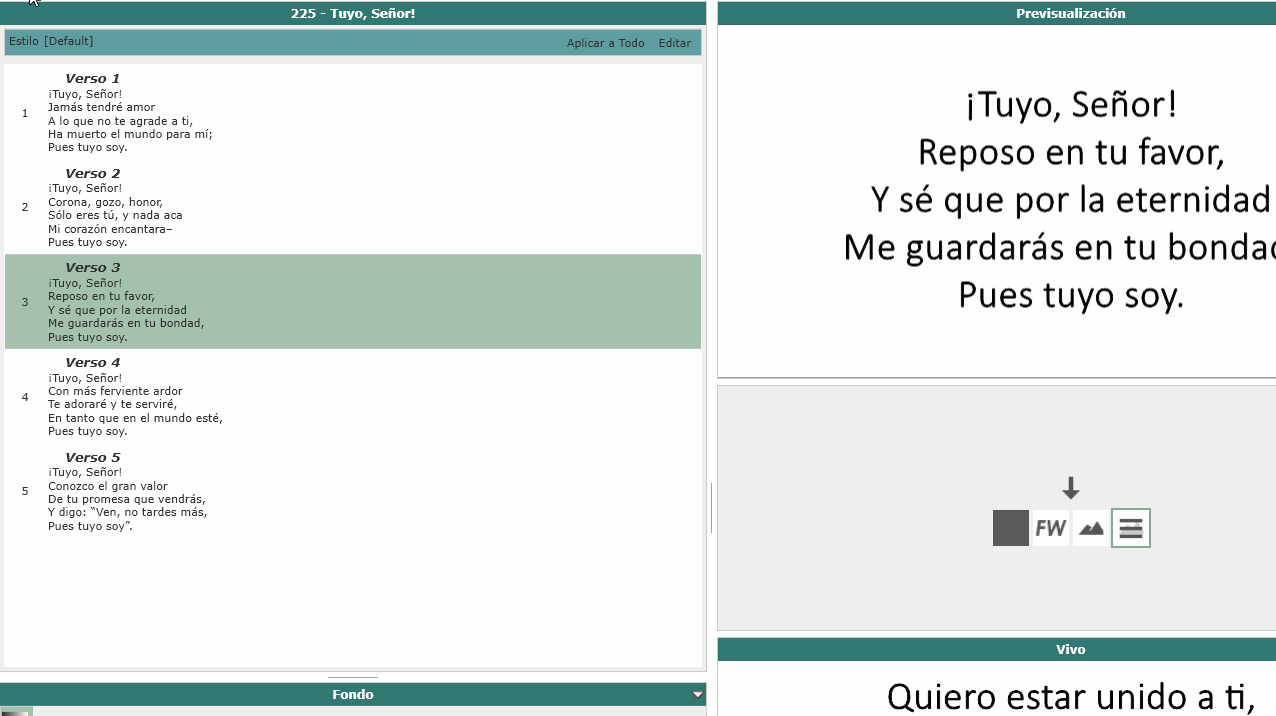 225 - Tuyo, Señor!
Estilo [Default]
Aplicar a Todo Editar
Verso 1
1
¡Tuyo, Señor!
Jamás tendré amor
A lo que no te agrade a ti,
Ha muerto el mundo para mí;
Pues tuyo soy.
Verso 2
2
¡Tuyo, Señor!
Corona, gozo, honor,
Sólo eres tú, y nada aca
Mi corazón encantara–
Pues tuyo soy.
Verso 3
3
¡Tuyo, Señor!
Reposo en tu favor,
Y sé que por la eternidad
Me guardarás en tu bondad,
Pues tuyo soy.
Verso 4
4
¡Tuyo, Señor!
Con más ferviente ardor
Te adoraré y te serviré,
En tanto que en el mundo esté,
Pues tuyo soy.
Verso 5
5
¡Tuyo, Señor!
Conozco el gran valor
De tu promesa que vendrás,
Y digo: “Ven, no tardes más,
Pues tuyo soy”.
Fondo
Previsualización
¡Tuyo, Señor!
Reposo en tu favor,
Y sé que por la eternidad
Me guardarás en tu bondad
Pues tuyo soy.
FW
Vivo
Quiero estar unido a ti,